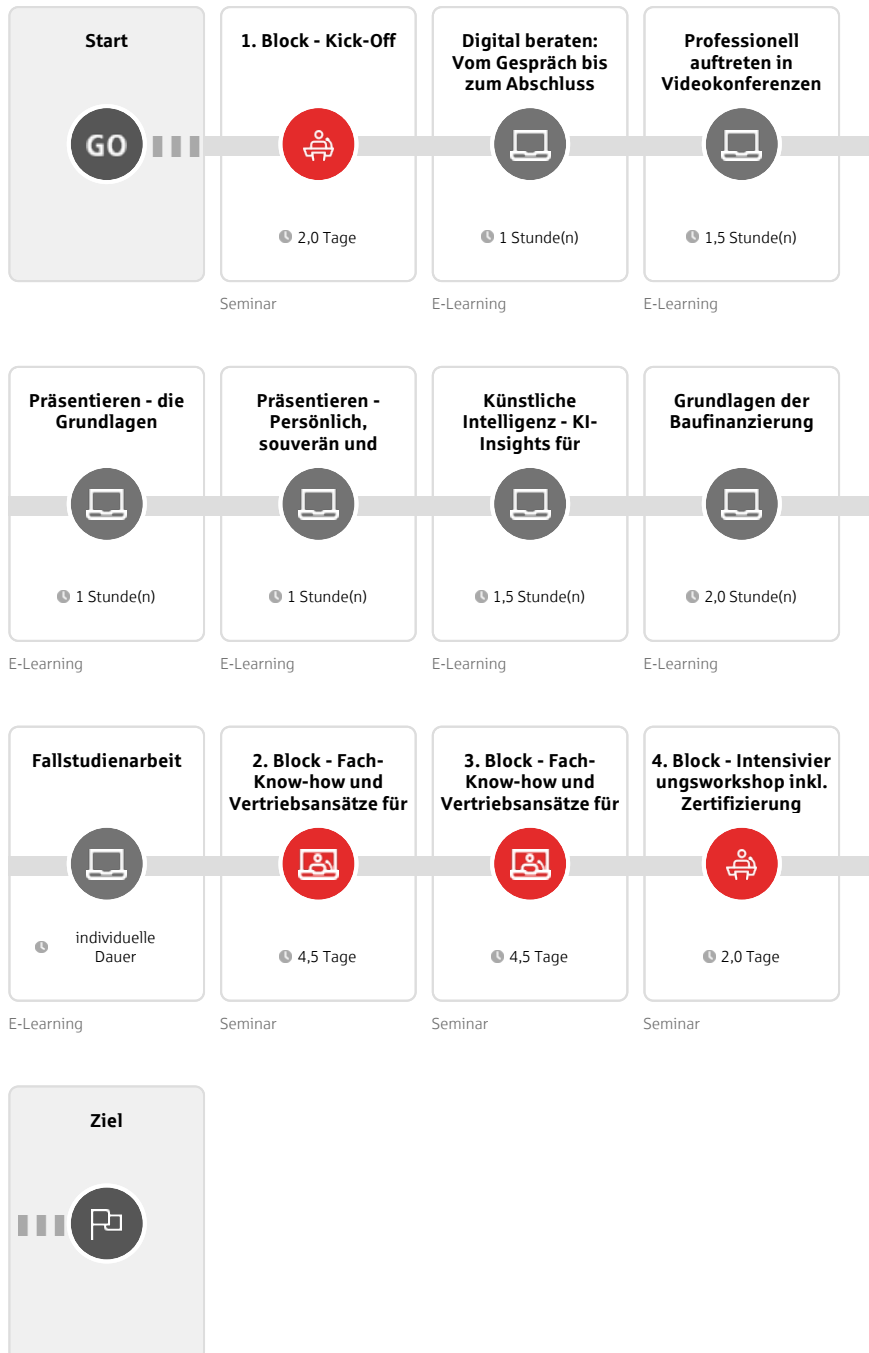 Start
1. Block - Kick-Off
Digital beraten:
Vom Gespräch bis
zum Abschluss
Professionell
auftreten in
Videokonferenzen
GO
2,0 Tage
1 Stunde(n)
1,5 Stunde(n)
Seminar
E-Learning
E-Learning
Präsentieren - die
Grundlagen
Präsentieren -
Persönlich,
souverän und
Künstliche
Intelligenz - KI-
Insights für
Grundlagen der
Baufinanzierung
1 Stunde(n)
1 Stunde(n)
1,5 Stunde(n)
2,0 Stunde(n)
E-Learning
E-Learning
E-Learning
E-Learning
Fallstudienarbeit
2. Block - Fach-
Know-how und
Vertriebsansätze für
3. Block - Fach-
Know-how und
Vertriebsansätze für
4. Block - Intensivier
ungsworkshop inkl.
Zertifizierung
individuelle
Dauer
4,5 Tage
4,5 Tage
2,0 Tage
E-Learning
Seminar
Seminar
Seminar
Ziel